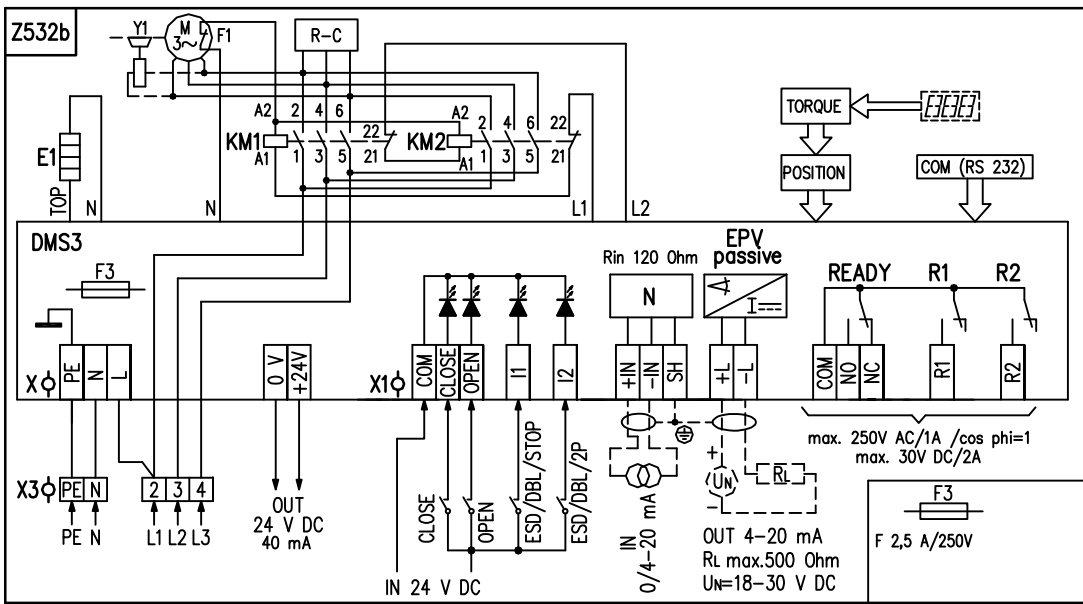 Z532b
Y1
M
3~
F1
R-C
A2
2
4
6
22
KM1
A1
1
3
5
21
A2
2
4
6
22
KM2
A1
1
3
5
21
TORQUE
POSITION
COM (RS 232)
E1
TOP
N
N
L1
L2
DMS3
F3
Rin 120 Ohm
N
EPV
passive
I
READY
R1
R2
X
PE
N
L
0 V
+24V
X1
COM
CLOSE
OPEN
I1
I2
+IN
-IN
SH
+L
-L
COM
NO
NC
R1
R2
max. 250V AC/1A /cos phi=1
max. 30V DC/2A
X3
PE
N
2
3
4
PE N
L1 L2 L3
OUT
24 V DC
40 mA
CLOSE
OPEN
ESD/DBL/STOP
ESD/DBL/2P
IN 24 V DC
IN
0/4-20 mA
+
UN
-
RL
OUT 4-20 mA
RL max.500 Ohm
UN=18-30 V DC
F3
F 2,5 A/250V